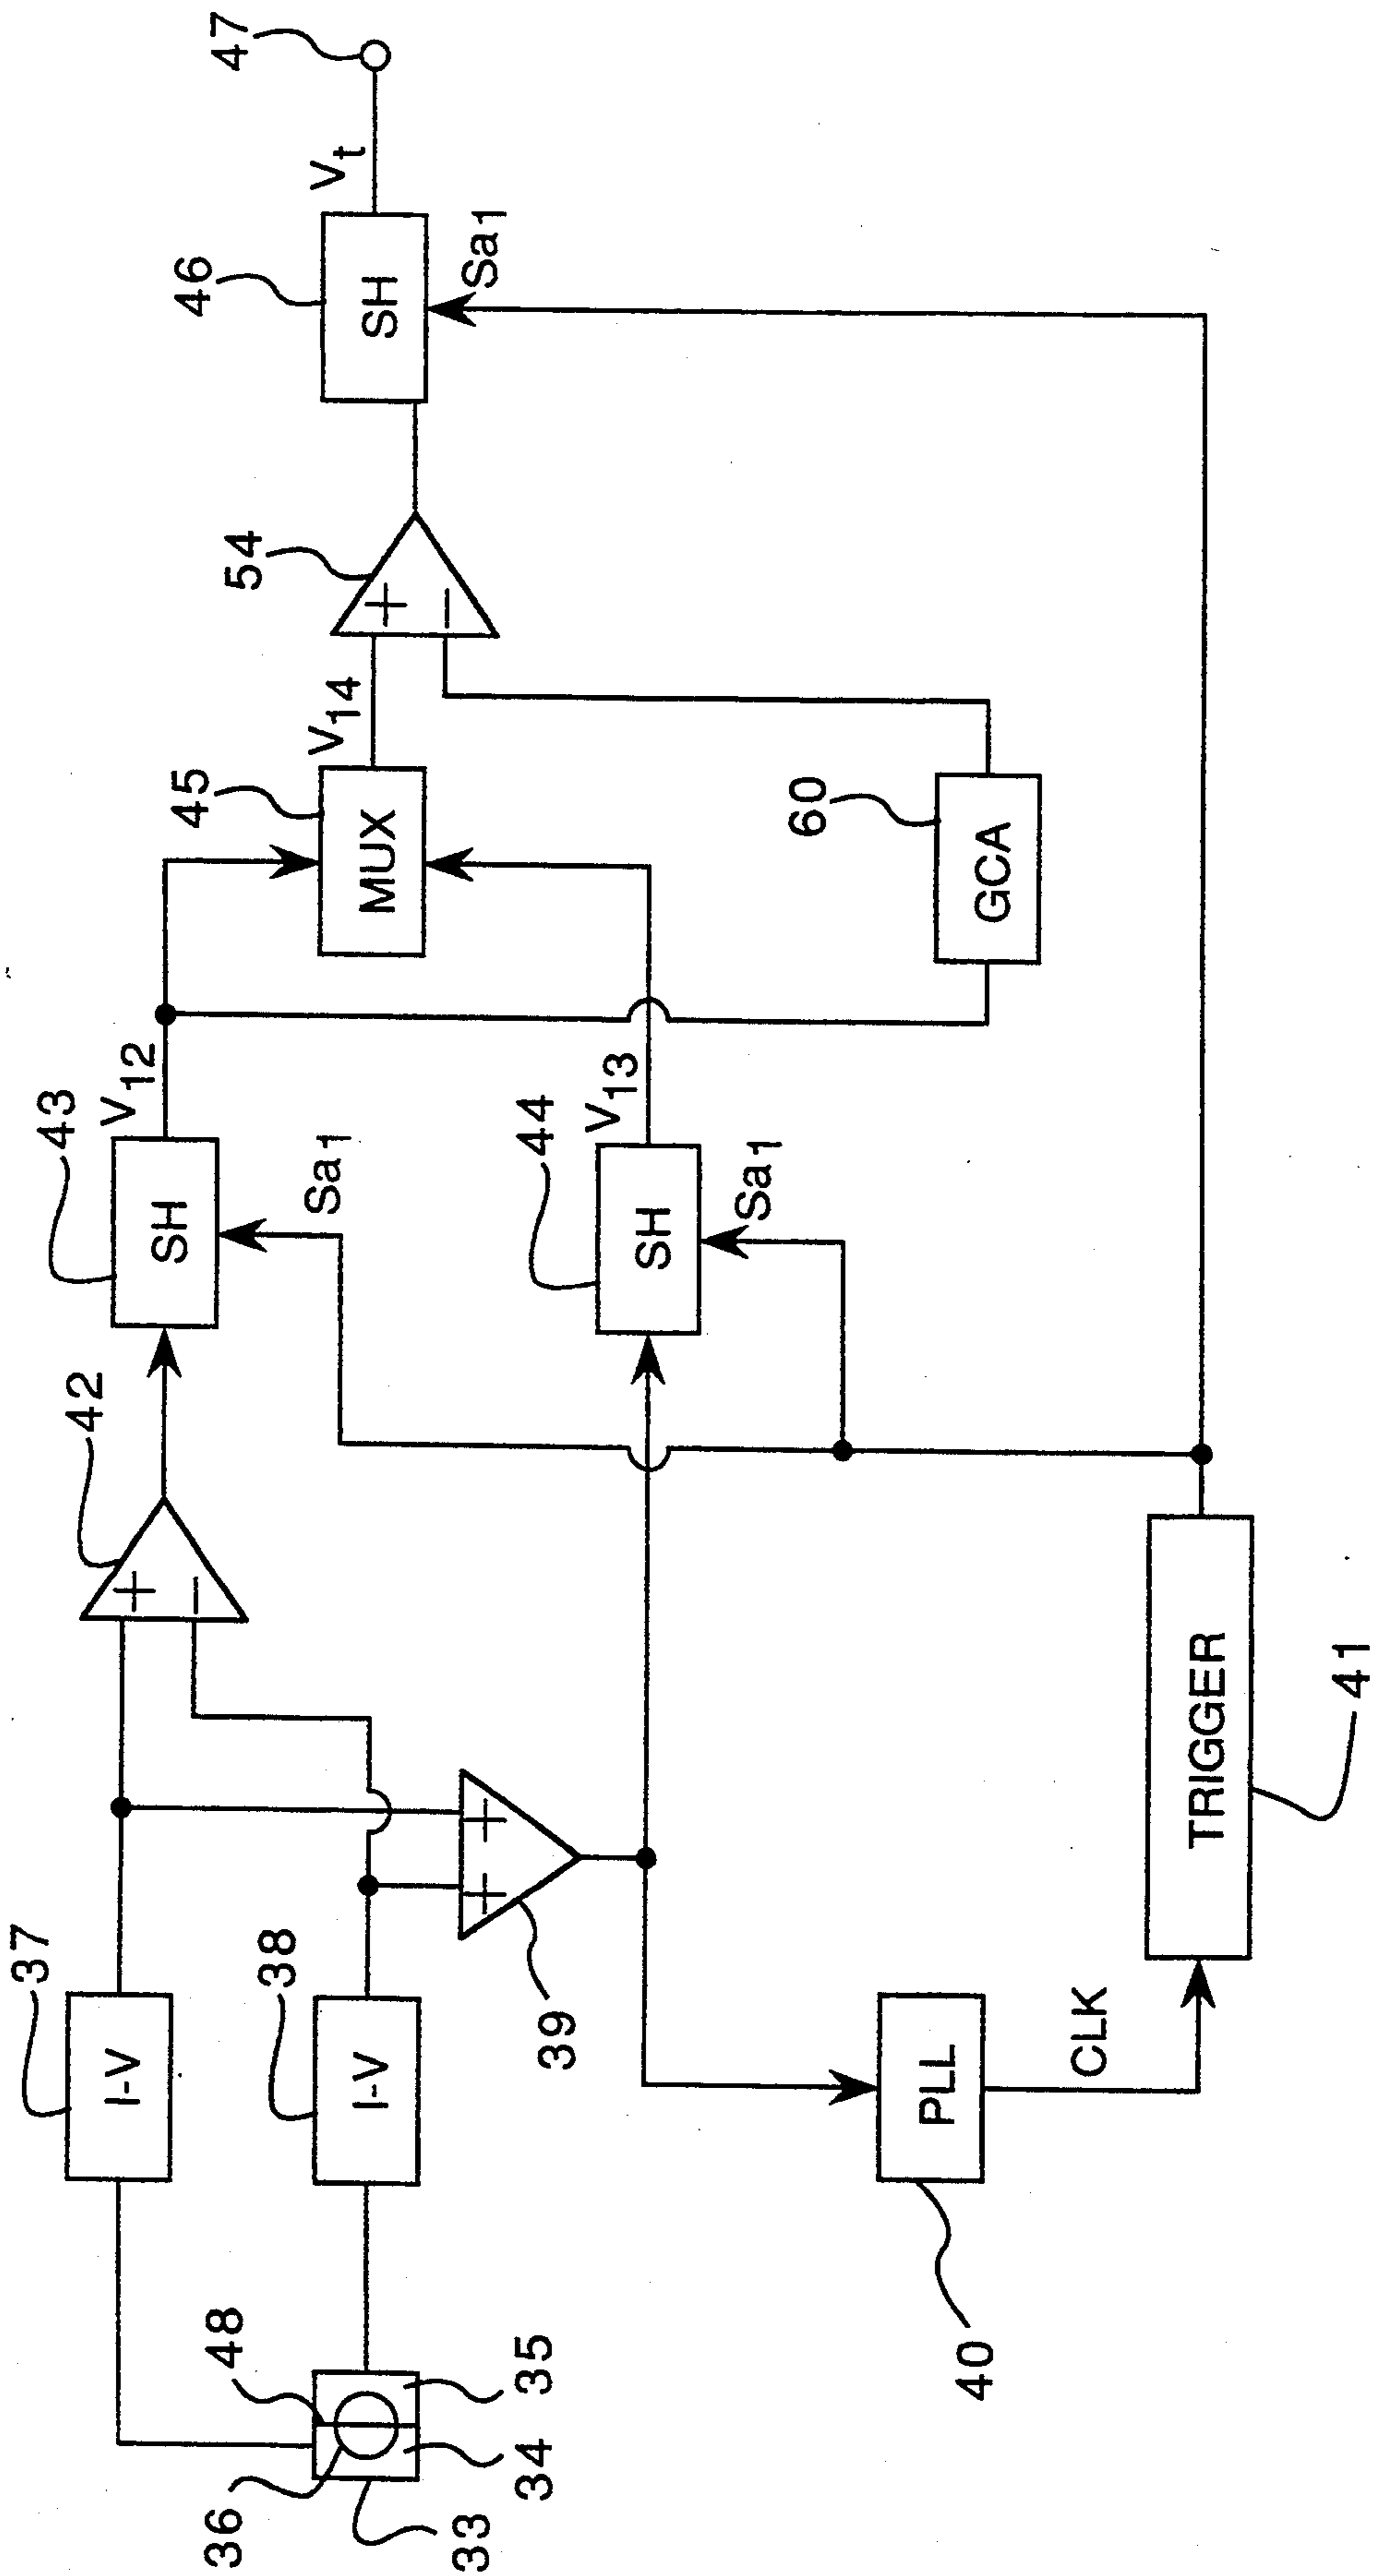 37
I-V
42
+
−
43
SH
V12
Sa1
45
MUX
V14
54
+
−
46
SH
Vt
47
Sa1
36
48
33
34
35
38
I-V
+
+
39
44
SH
V13
Sa1
60
GCA
40
PLL
CLK
TRIGGER
41